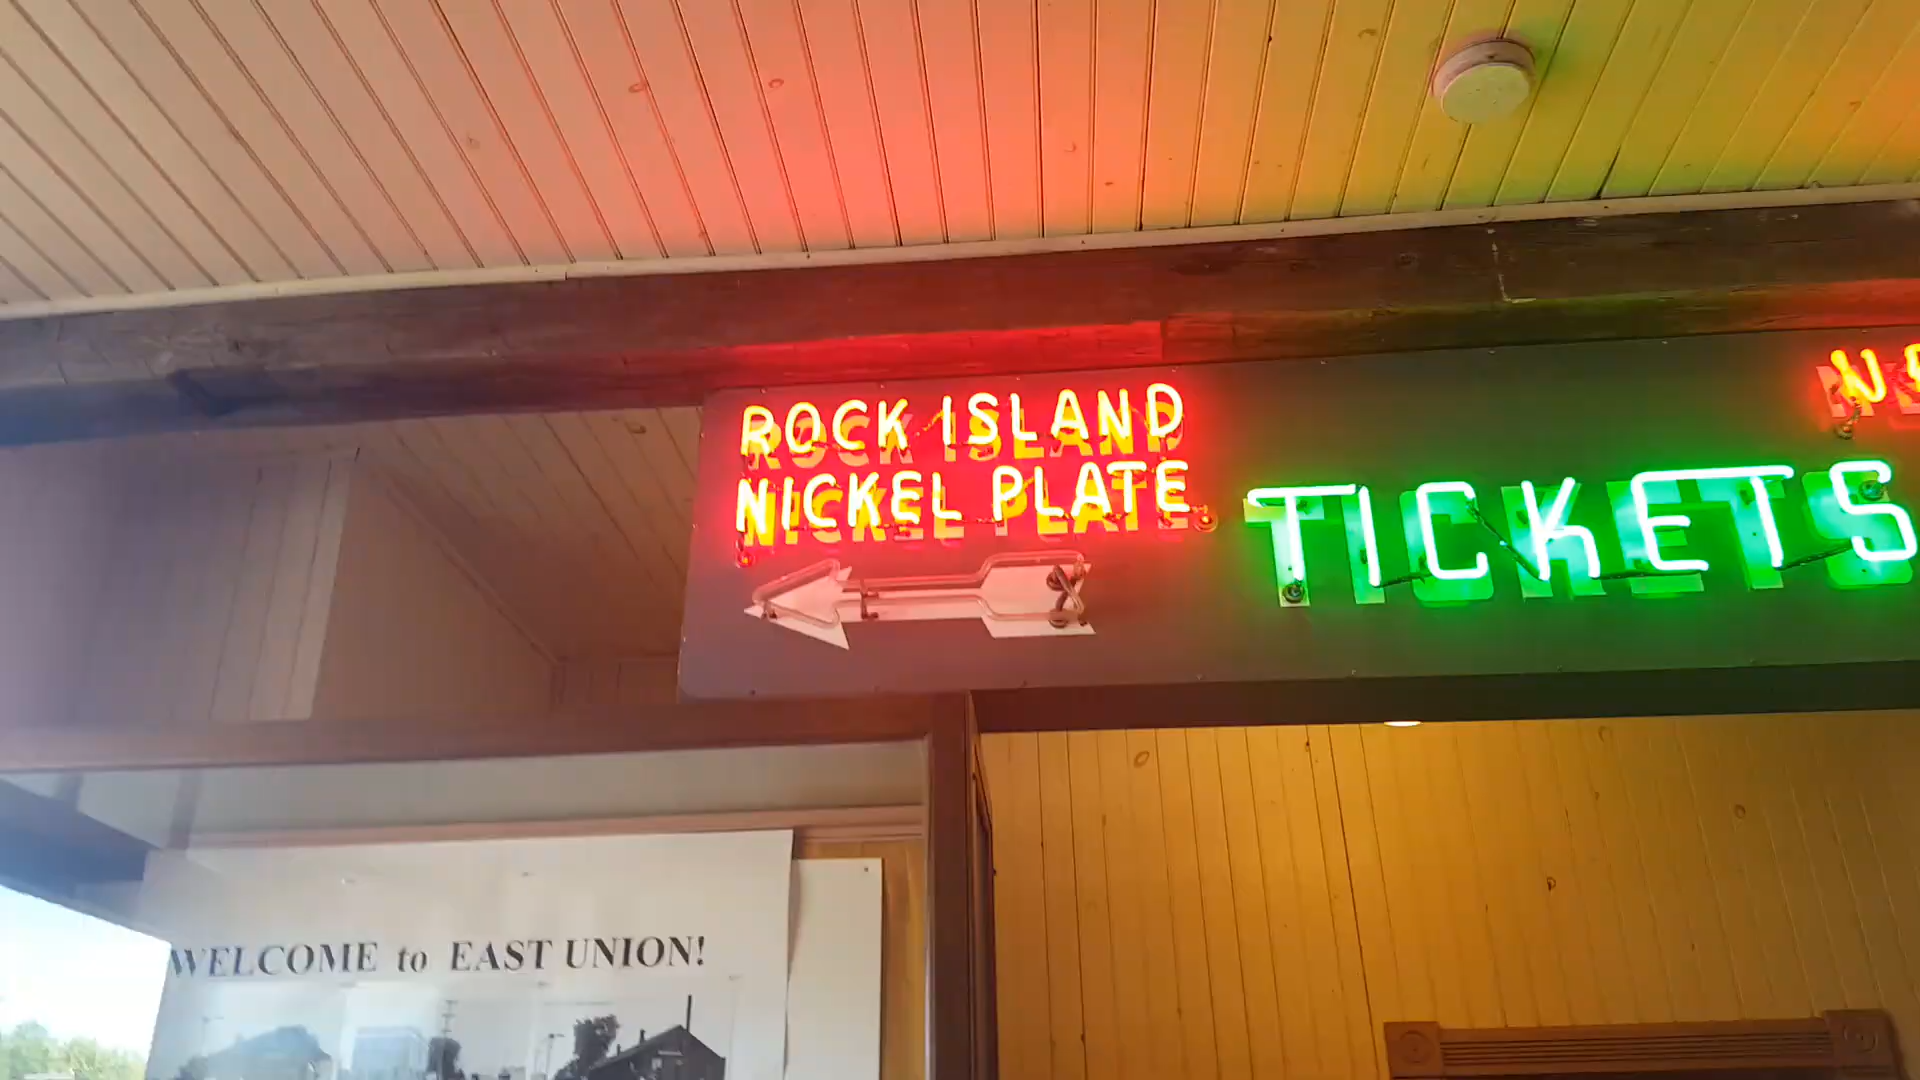 ROCK ISLAND
NICKEL PLATE
TICKETS
WELCOME to EAST UNION!